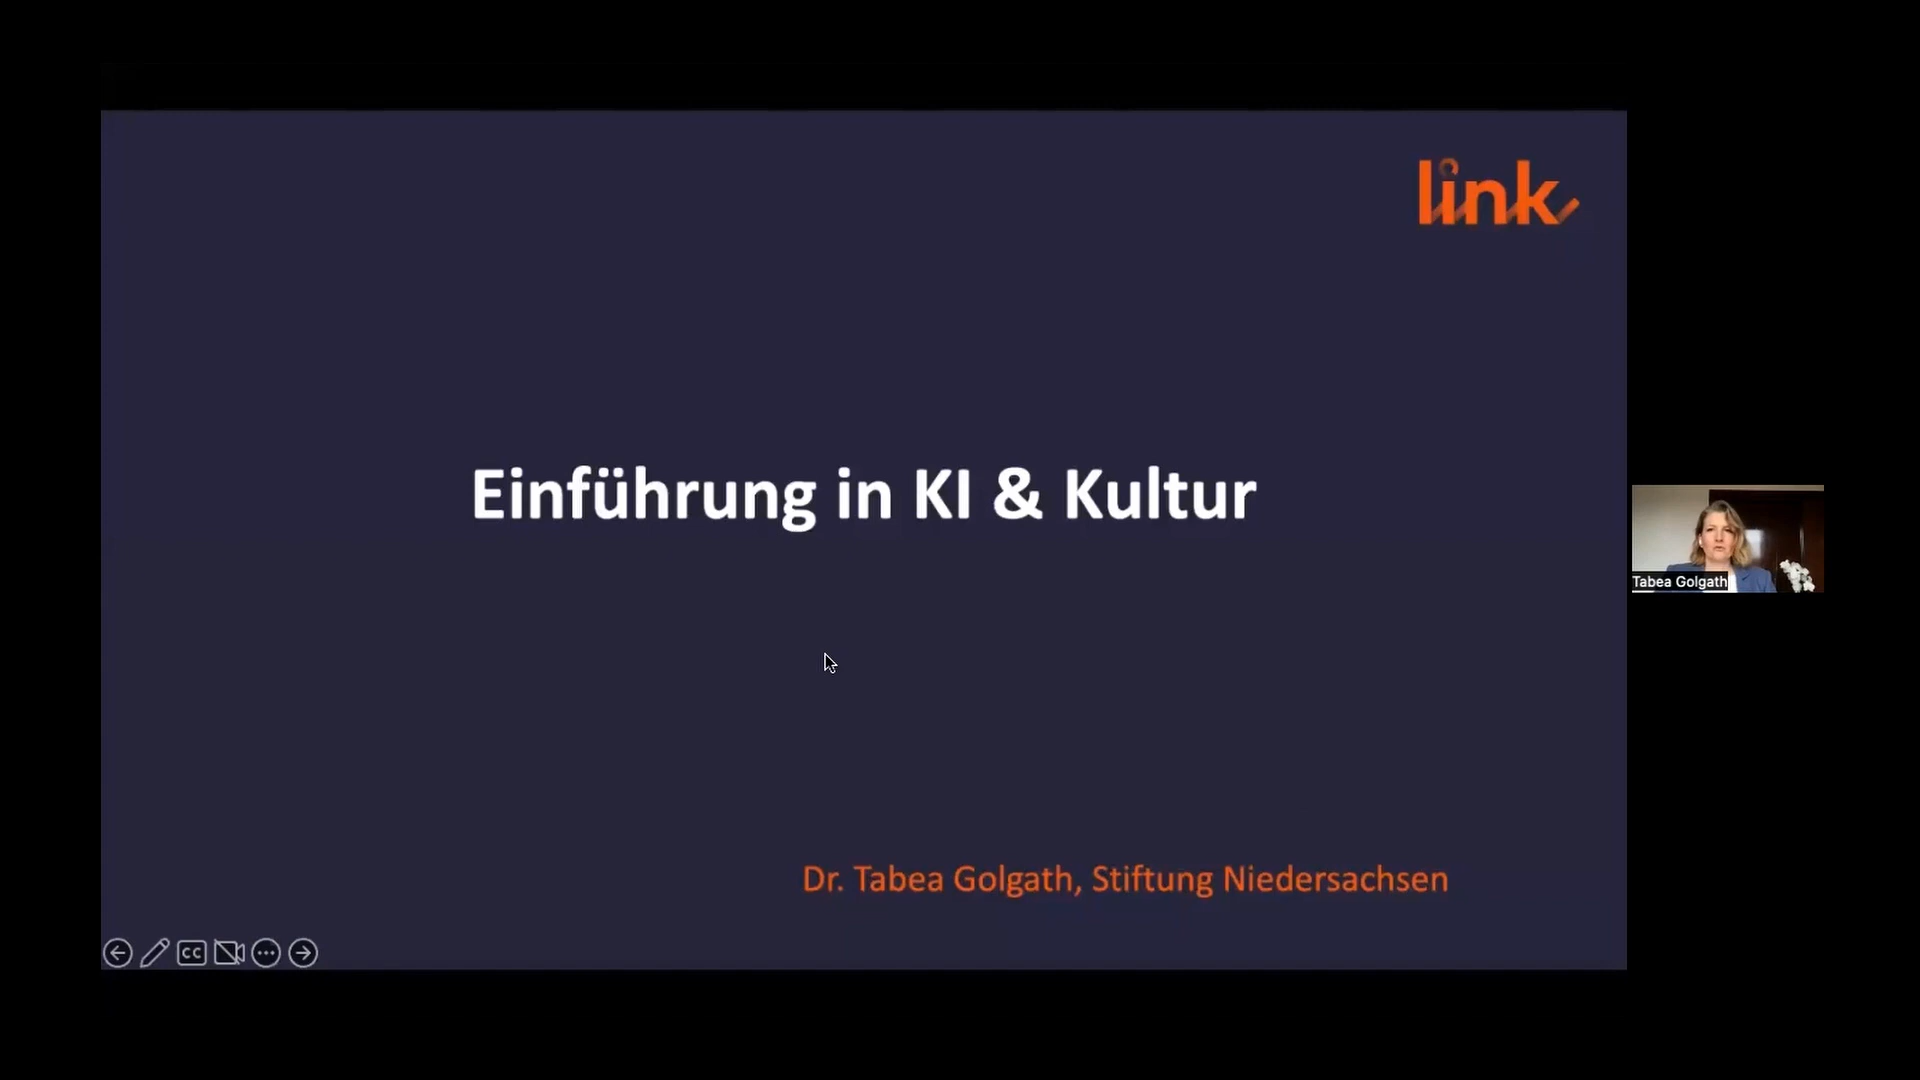 link
Einführung in KI & Kultur
Tabea Golgath
Dr. Tabea Golgath, Stiftung Niedersachsen
CC